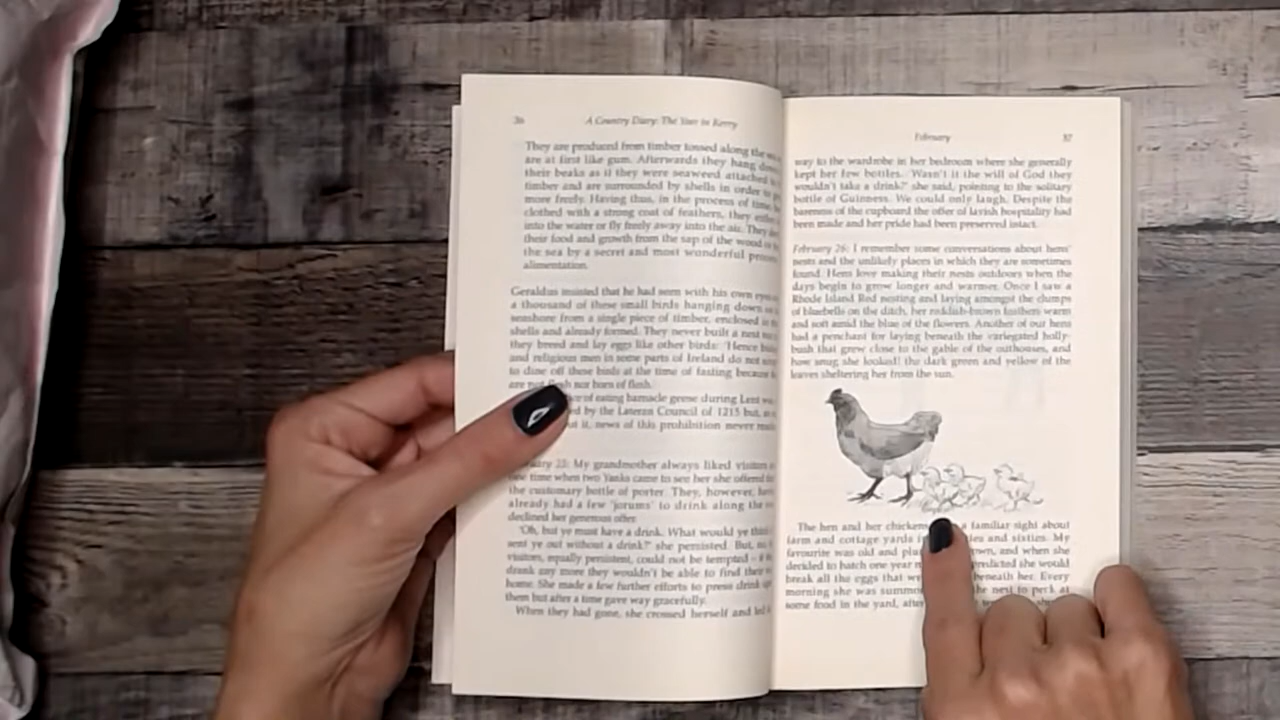 36 A Country Diary: The Year in Kerry
They are produced from timber tossed along the
are at first like gum. Afterwards they hang down
their beaks as if they were seaweed attached
timber and are surrounded by shells in order to
more freely. Having thus, in the process of time,
clothed with a strong coat of feathers, they either
into the water or fly freely away into the air. They
their food and growth from the sap of the wood or
the sea by a secret and most wonderful
alimentation.
Geraldus insisted that he had seen with his own eyes
a thousand of these small birds hanging down
seashore from a single piece of timber, enclosed in
shells and already formed. They never built a nest
they breed and lay eggs like other birds: 'Hence
and religious men in some parts of Ireland do not
to dine off these birds at the time of fasting because
are not flesh nor born of flesh.
of eating barnacle geese during Lent
by the Lateran Council of 1215 but,
it, news of this prohibition never
My grandmother always liked visitors
one time when two Yanks came to see her she offered
the customary bottle of porter. They, however,
already had a few 'jorums' to drink along the
declined her generous offer.
'Oh, but ye must have a drink. What would ye
sent ye out without a drink?' she persisted. But,
visitors, equally persistent, could not be tempted –
drank any more they wouldn't be able to find their
home. She made a few further efforts to press drink
them but after a time gave way gracefully.
When they had gone, she crossed herself and led
February 37
way to the wardrobe in her bedroom where she generally
kept her few bottles. 'Wasn't it the will of God they
wouldn't take a drink?' she said, pointing to the solitary
bottle of Guinness. We could only laugh. Despite the
bareness of the cupboard the offer of lavish hospitality had
been made and her pride had been preserved intact.
February 26: I remember some conversations about hens'
nests and the unlikely places in which they are sometimes
found. Hens love making their nests outdoors when the
days begin to grow longer and warmer. Once I saw a
Rhode Island Red nesting and laying amongst the clumps
of bluebells on the ditch, her reddish-brown feathers warm
and soft amid the blue of the flowers. Another of our hens
had a penchant for laying beneath the variegated holly-
bush that grew close to the gable of the outhouses, and
how snug she looked! the dark green and yellow of the
leaves sheltering her from the sun.
The hen and her chickens a familiar sight about
farm and cottage yards and sixties. My
favourite was old and and when she
decided to hatch one year predicted she would
break all the eggs that beneath her. Every
morning she was the nest to peck at
some food in the yard,